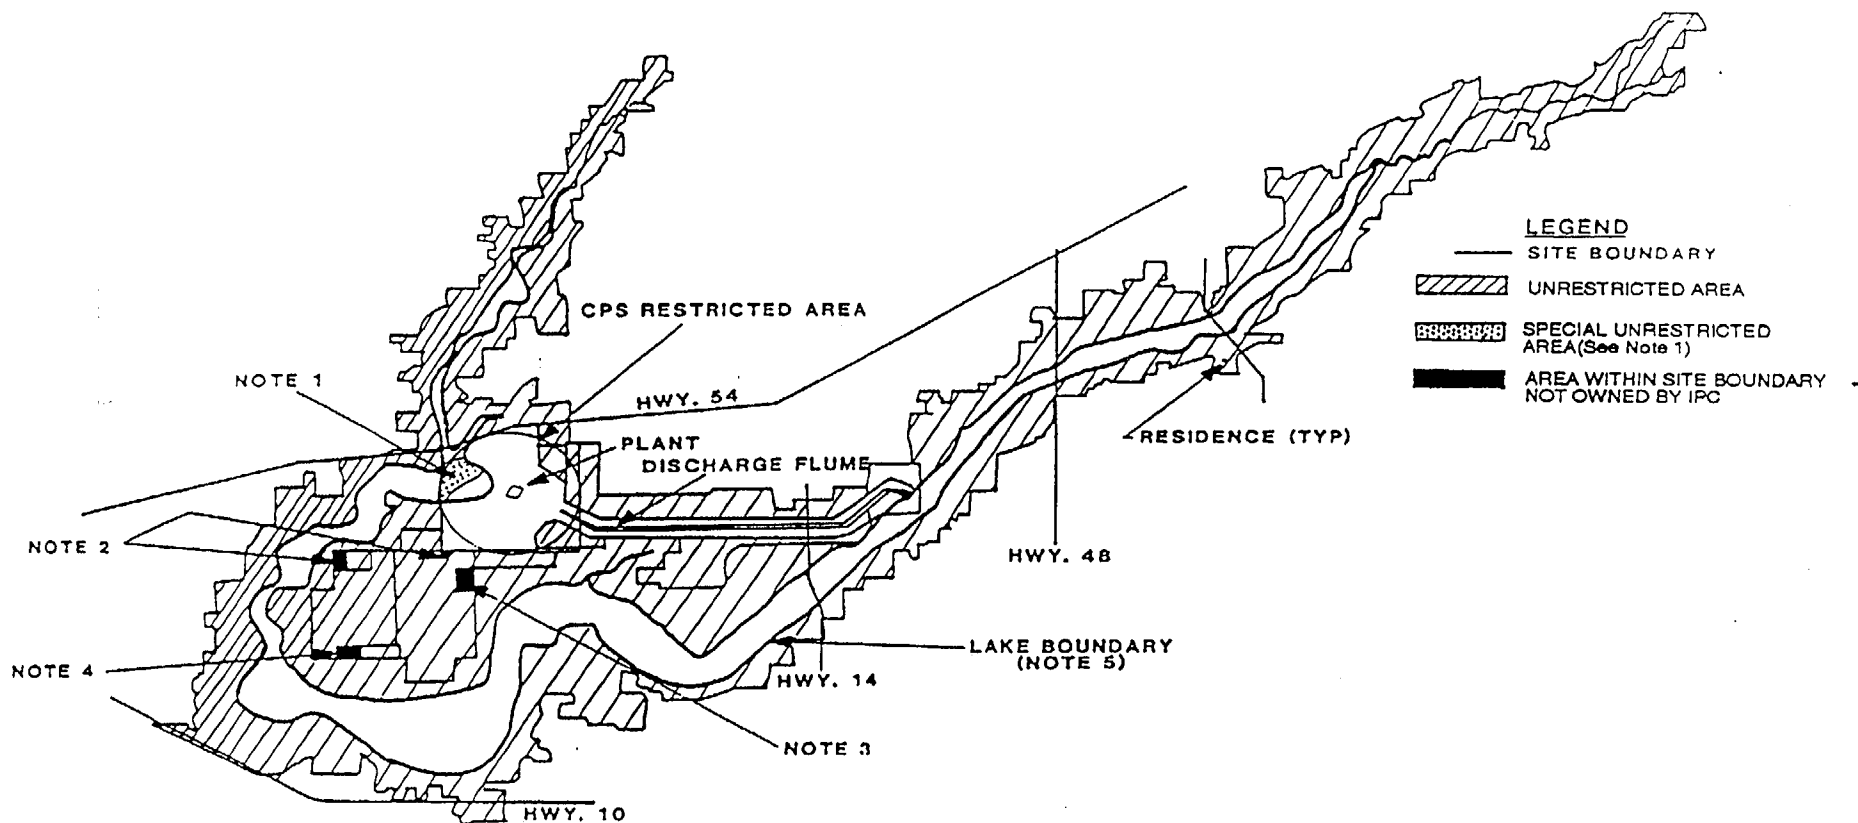 LEGEND
SITE BOUNDARY
UNRESTRICTED AREA
SPECIAL UNRESTRICTED
AREA(See Note 1)
AREA WITHIN SITE BOUNDARY
NOT OWNED BY IPC
CPS RESTRICTED AREA
NOTE 1
HWY. 54
RESIDENCE (TYP)
PLANT
DISCHARGE FLUME
NOTE 2
HWY. 48
LAKE BOUNDARY
(NOTE 5)
NOTE 4
HWY. 14
NOTE 3
HWY. 10